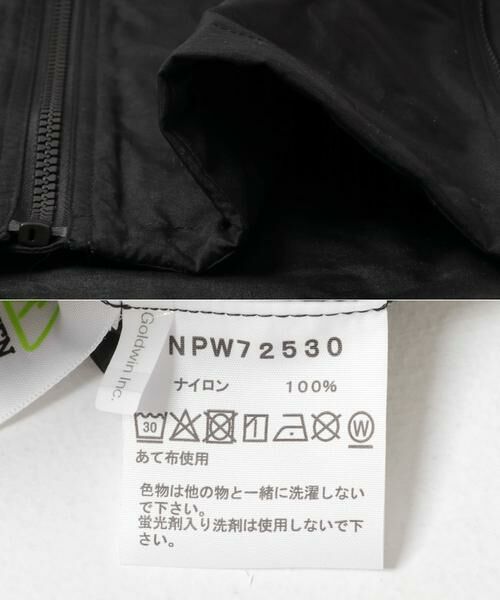 Goldwin Inc.
NPW72530
ナイロン 100%
30 W
あて布使用
色物は他の物と一緒に洗濯しない
で下さい。
蛍光剤入り洗剤は使用しないで下
さい。